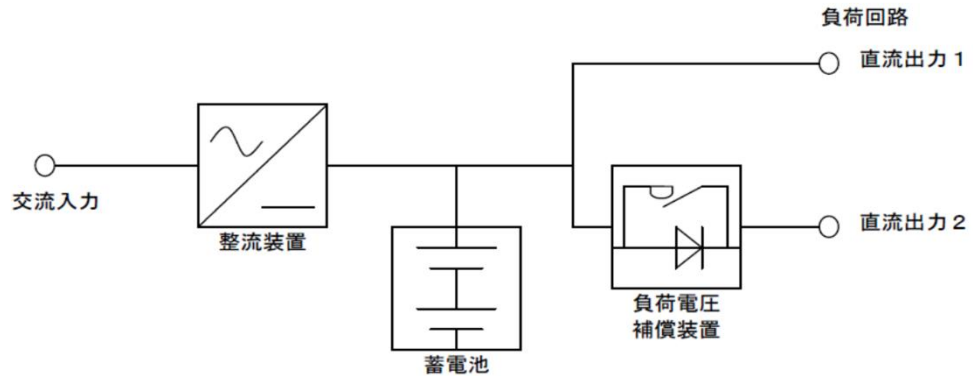 負荷回路
直流出力1
交流入力
整流装置
直流出力2
負荷電圧
補償装置
蓄電池